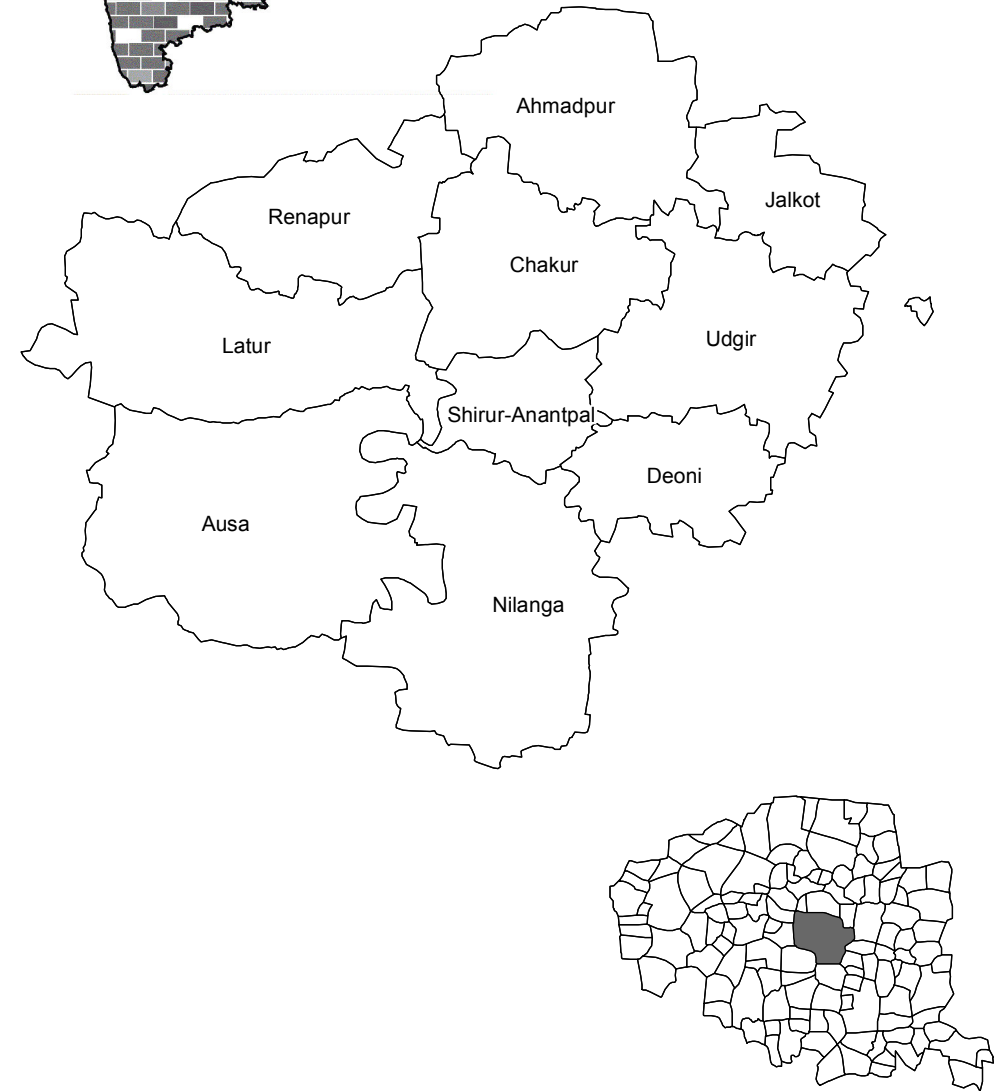 Ahmadpur
Jalkot
Renapur
Chakur
Udgir
Latur
Shirur-Anantpal
Deoni
Ausa
Nilanga